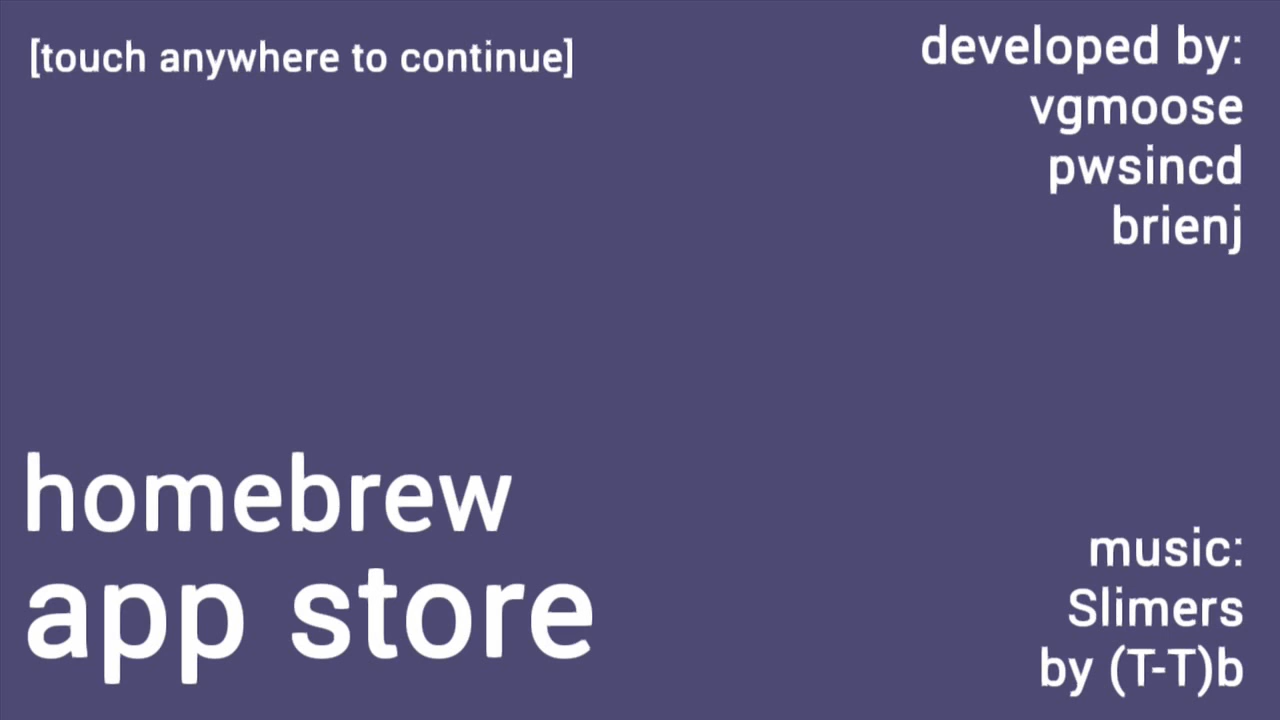 [touch anywhere to continue]
developed by:
vgmoose
pwsincd
brienj
homebrew
app store
music:
Slimers
by (T-T)b